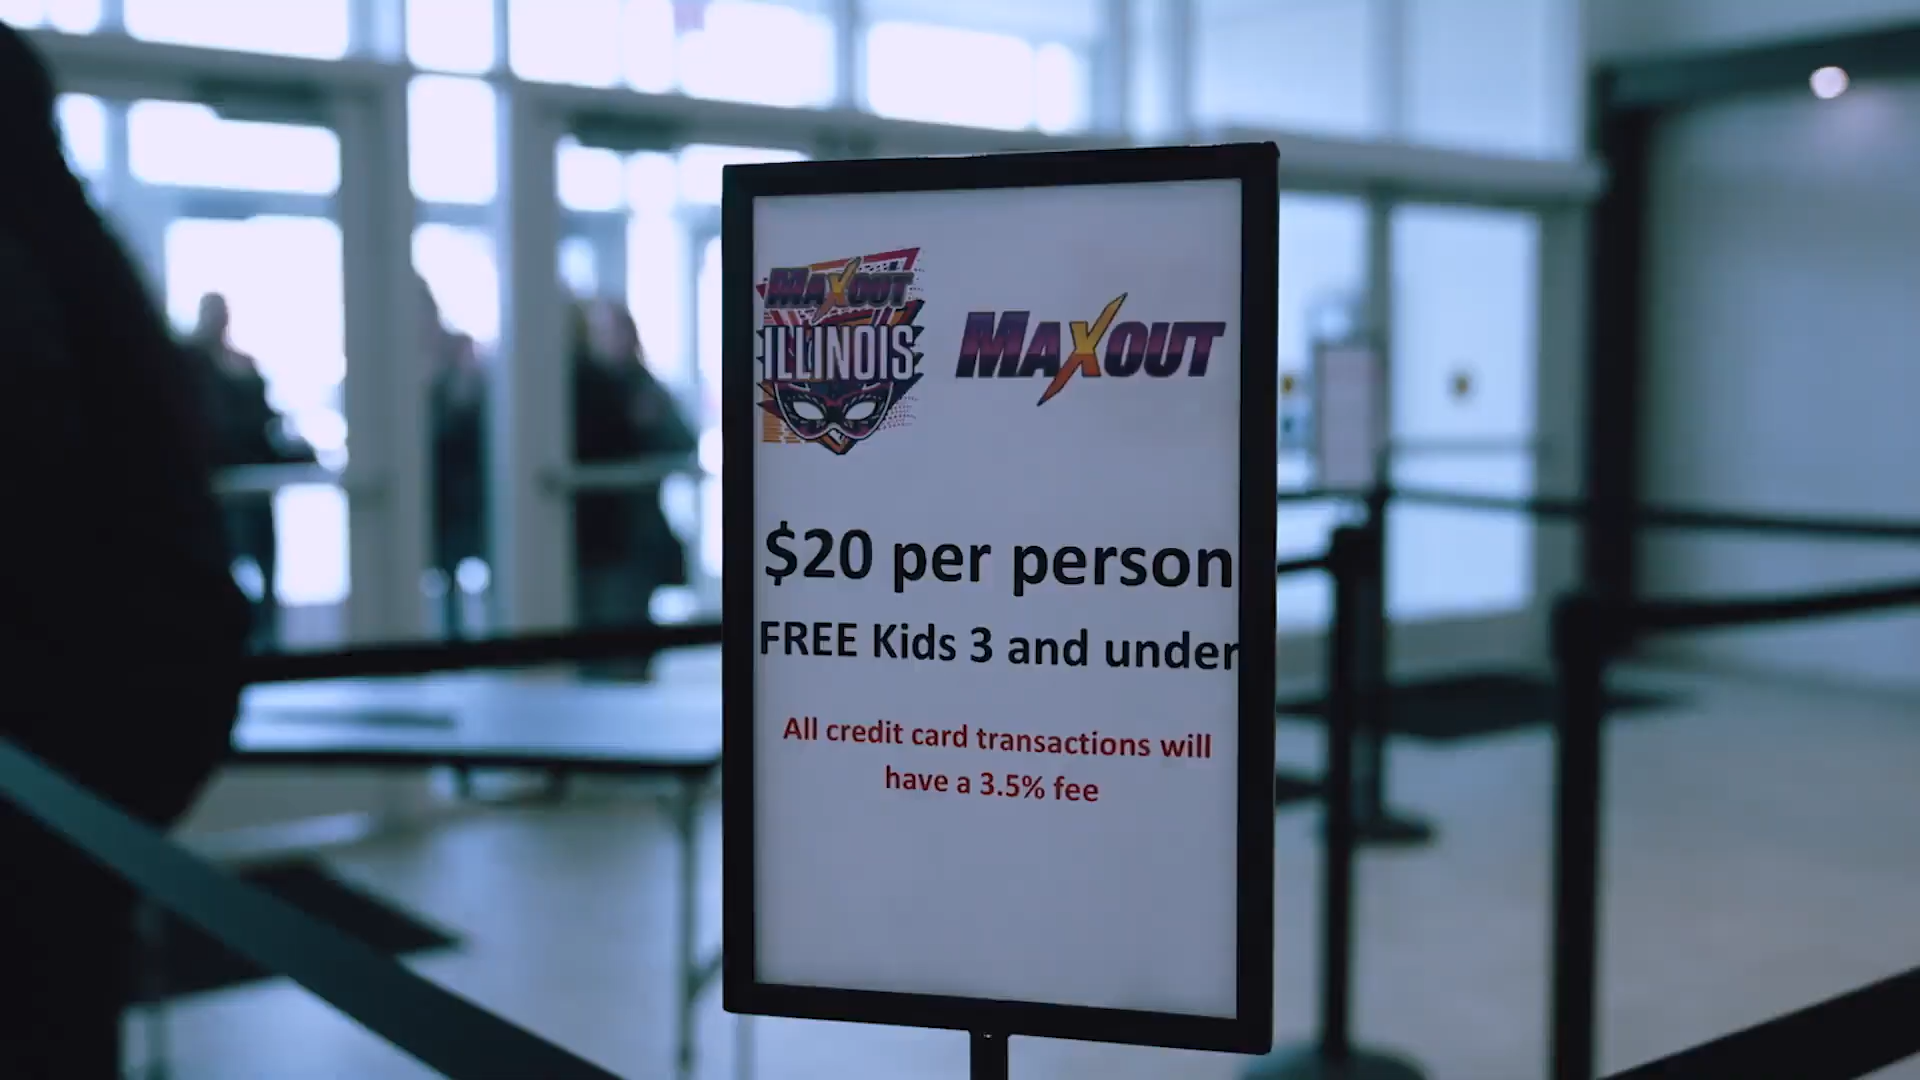 MAXOUT
ILLINOIS
MAXOUT
$20 per person
FREE Kids 3 and under
All credit card transactions will
have a 3.5% fee